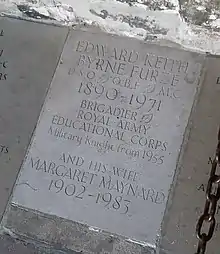 EDWARD KEITH
BYRNE FURSE
D S O O B E AEC
1890-1971
BRIGADIER
ROYAL ARMY
EDUCATIONAL CORPS
Military Knight from 1955
AND HIS WIFE
MARGARET MAYNARD
1902-1985